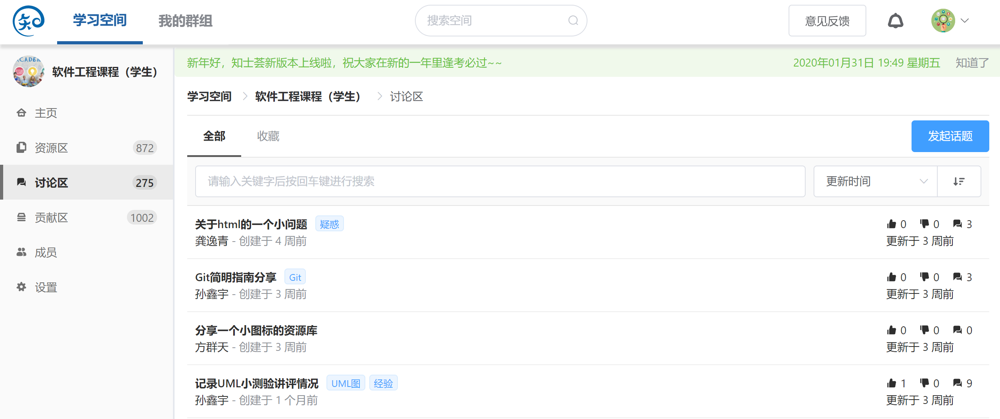 学习空间 我的群组 搜索空间 意见反馈
ACADEM
软件工程课程（学生）
主页
资源区 872
讨论区 275
贡献区 1002
成员
设置
新年好，知士荟新版本上线啦，祝大家在新的一年里逢考必过~~ 2020年01月31日 19:49 星期五 知道了
学习空间 > 软件工程课程（学生） > 讨论区
全部 收藏 发起话题
请输入关键字后按回车键进行搜索 更新时间
关于html的一个小问题 疑惑 0 0 3
龚逸青 - 创建于 4 周前 更新于 3 周前
Git简明指南分享 Git 0 0 3
孙鑫宇 - 创建于 3 周前 更新于 3 周前
分享一个小图标的资源库 0 0 0
方群天 - 创建于 3 周前 更新于 3 周前
记录UML小测验讲评情况 UML图 经验 1 0 9
孙鑫宇 - 创建于 1 个月前 更新于 3 周前